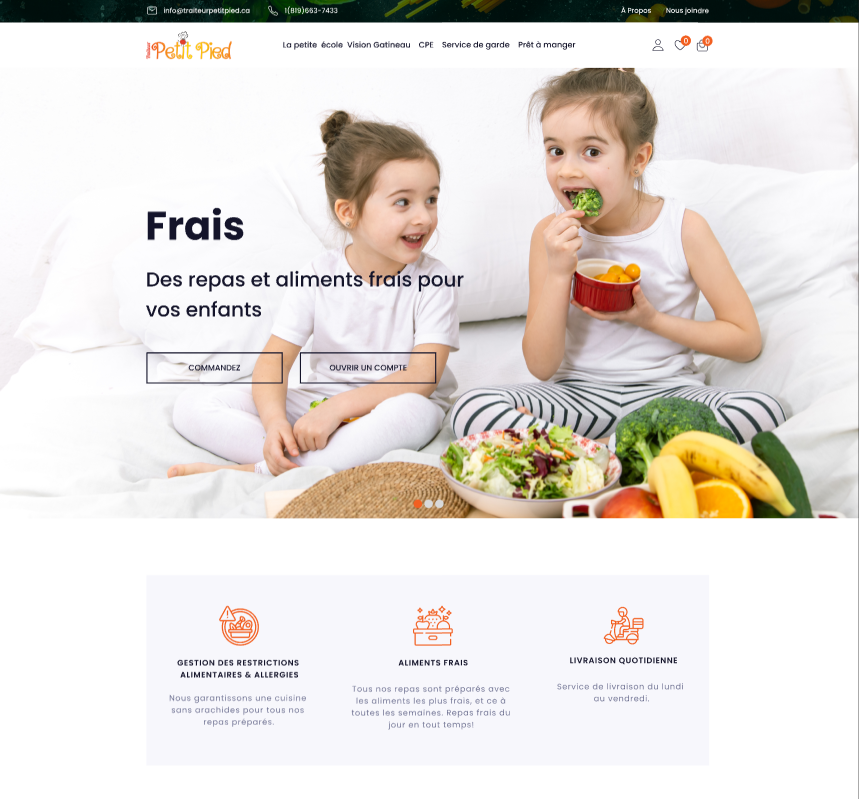 info@traiteurpetitpied.ca
1(819)663-7433
À Propos
Nous joindre
Petit Pied
La petite école Vision Gatineau
CPE
Service de garde
Prêt à manger
0
0
Frais
Des repas et aliments frais pour
vos enfants
COMMANDEZ
OUVRIR UN COMPTE
GESTION DES RESTRICTIONS
ALIMENTAIRES & ALLERGIES
Nous garantissons une cuisine
sans arachides pour tous nos
repas préparés.
ALIMENTS FRAIS
Tous nos repas sont préparés avec
les aliments les plus frais, et ce à
toutes les semaines. Repas frais du
jour en tout temps!
LIVRAISON QUOTIDIENNE
Service de livraison du lundi
au vendredi.